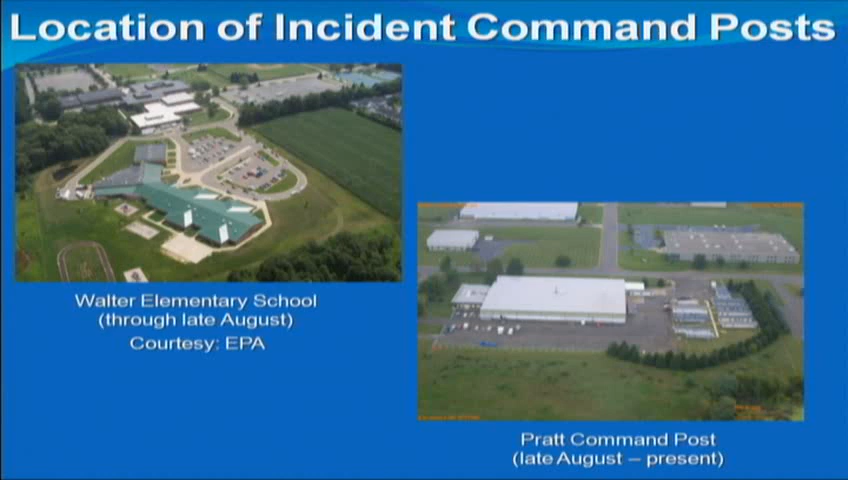 Location of Incident Command Posts
Walter Elementary School
(through late August)
Courtesy: EPA
Pratt Command Post
(late August – present)